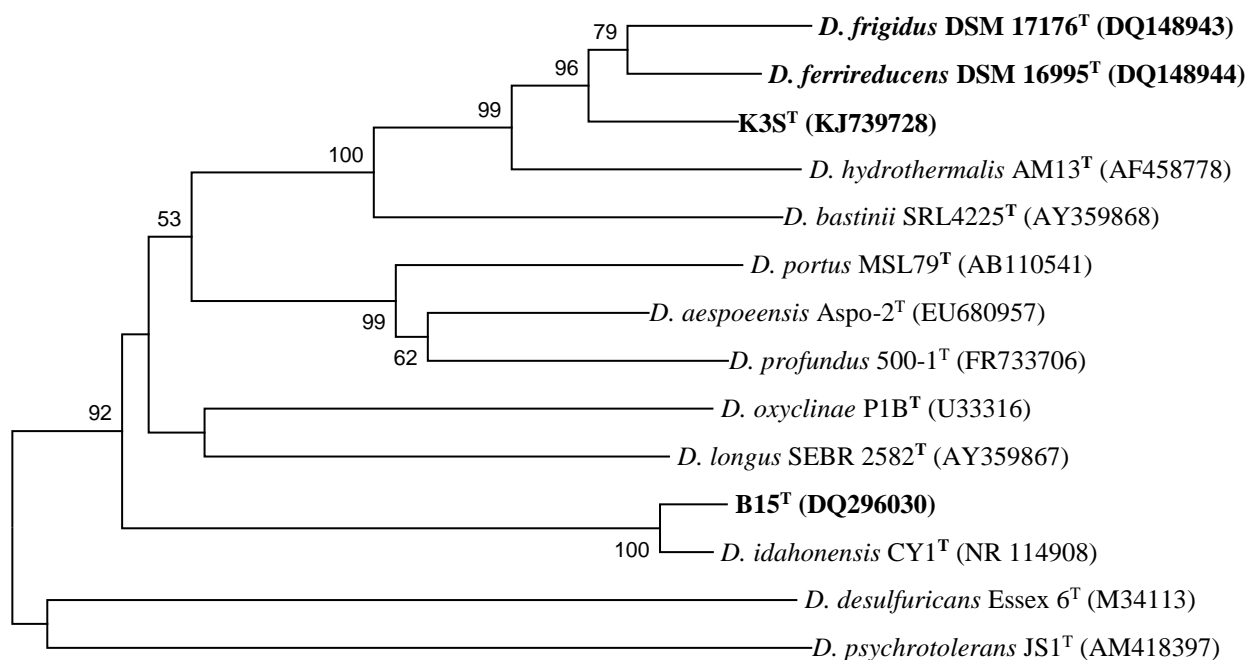 79
D. frigidus DSM 17176ᵀ (DQ148943)
96
D. ferrireducens DSM 16995ᵀ (DQ148944)
99
K3Sᵀ (KJ739728)
100
D. hydrothermalis AM13ᵀ (AF458778)
53
D. bastinii SRL4225ᵀ (AY359868)
D. portus MSL79ᵀ (AB110541)
99
D. aespoeensis Aspo-2ᵀ (EU680957)
62
D. profundus 500-1ᵀ (FR733706)
92
D. oxyclinae P1Bᵀ (U33316)
D. longus SEBR 2582ᵀ (AY359867)
B15ᵀ (DQ296030)
100
D. idahonensis CY1ᵀ (NR 114908)
D. desulfuricans Essex 6ᵀ (M34113)
D. psychrotolerans JS1ᵀ (AM418397)